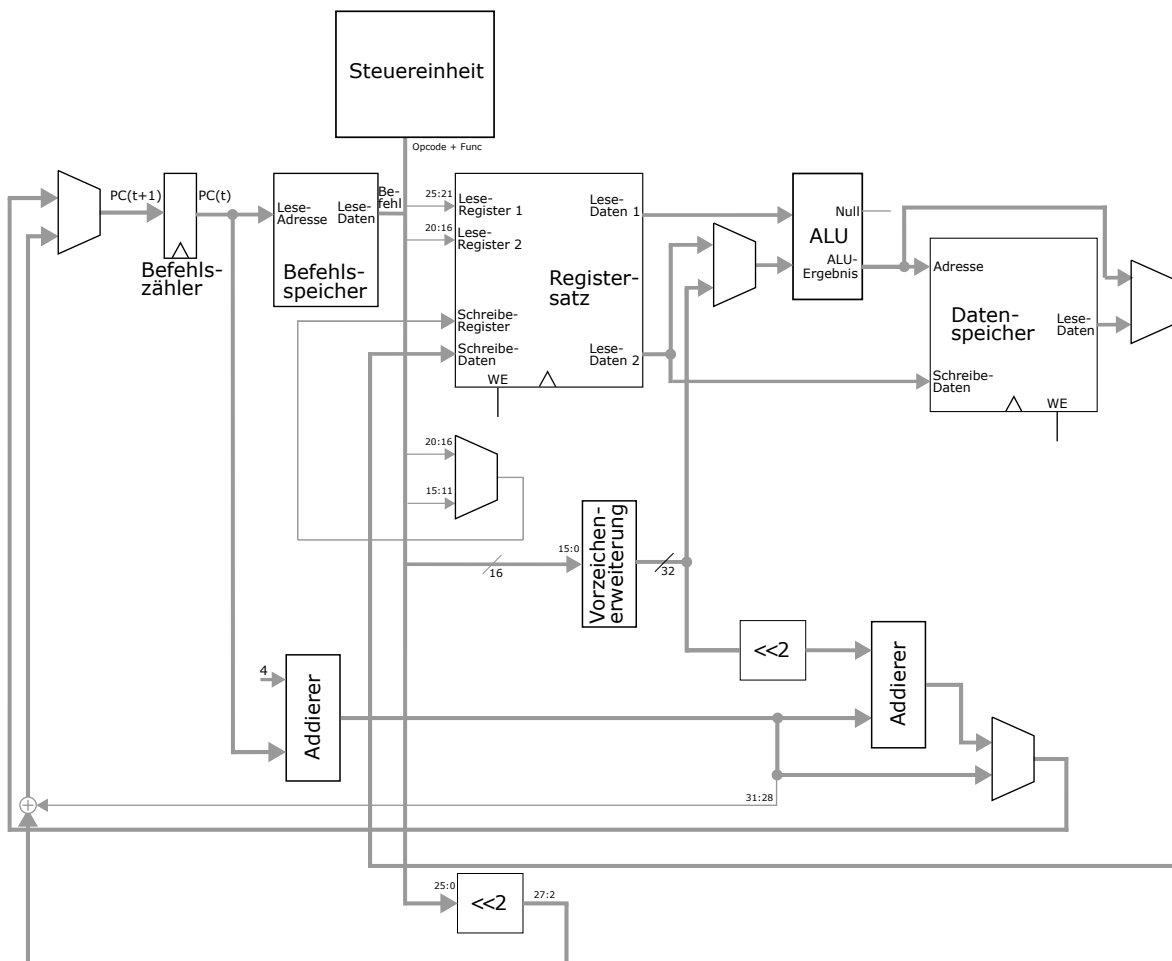 Steuereinheit
Opcode + Func
PC(t+1)
PC(t)
Befehls-
zähler
Lese-
Adresse
Lese-
Daten
Befehls-
speicher
Be-
fehl
25:21
20:16
Lese-
Register 1
Lese-
Register 2
Schreibe-
Register
Schreibe-
Daten
Register-
satz
Lese-
Daten 1
Lese-
Daten 2
WE
Null
ALU
ALU-
Ergebnis
Adresse
Daten-
speicher
Lese-
Daten
Schreibe-
Daten
WE
20:16
15:11
15:0
16
Vorzeichen-
erweiterung
32
<<2
Addierer
4
Addierer
31:28
25:0
<<2
27:2